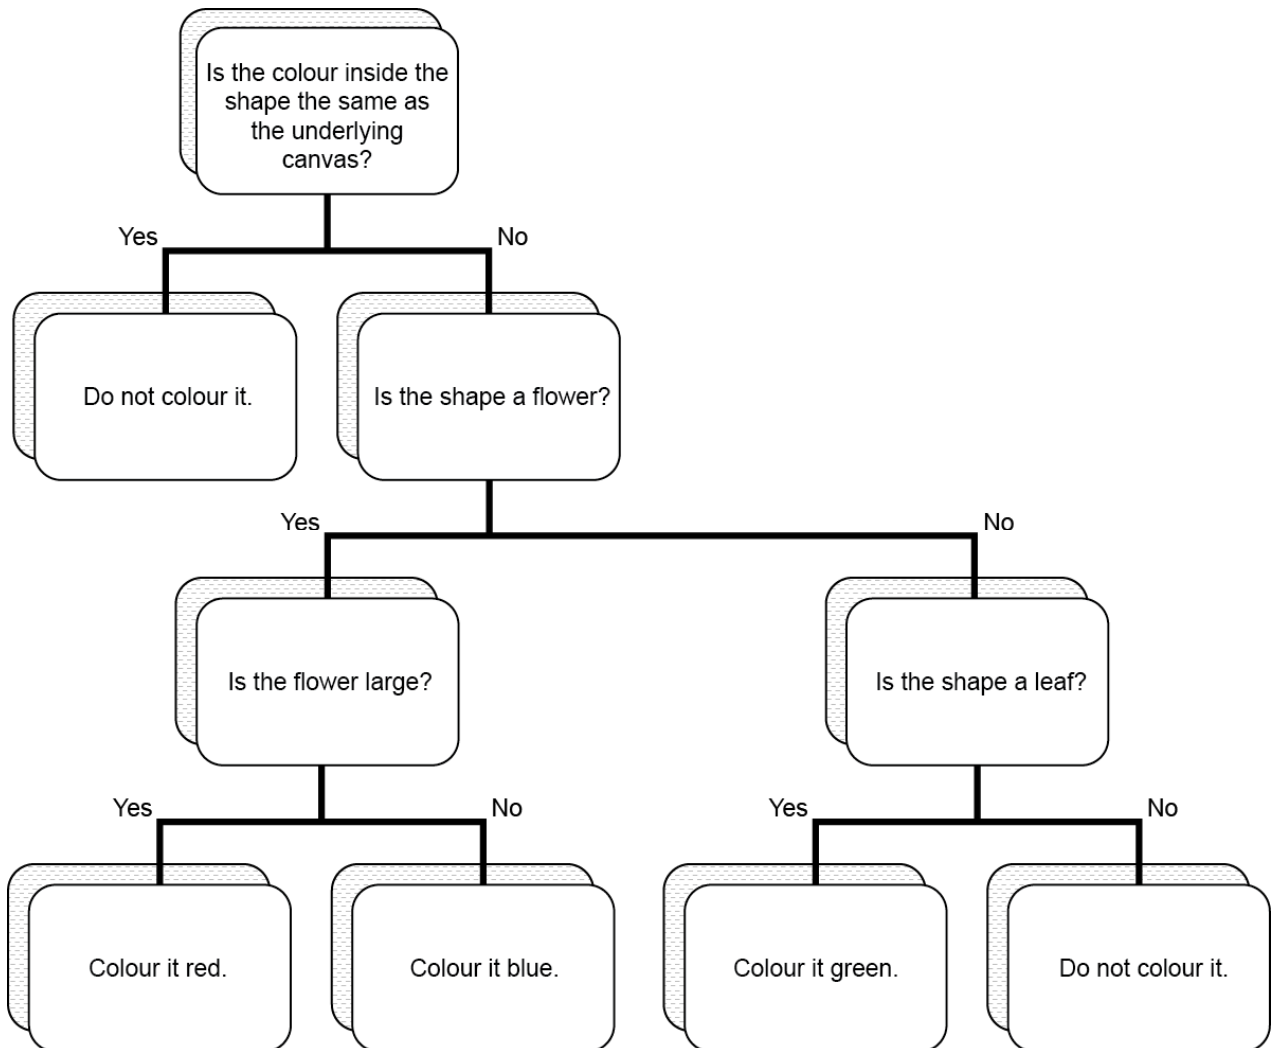 Is the colour inside the
shape the same as
the underlying
canvas?
Yes
No
Do not colour it.
Is the shape a flower?
Yes
No
Is the flower large?
Is the shape a leaf?
Yes
No
Yes
No
Colour it red.
Colour it blue.
Colour it green.
Do not colour it.